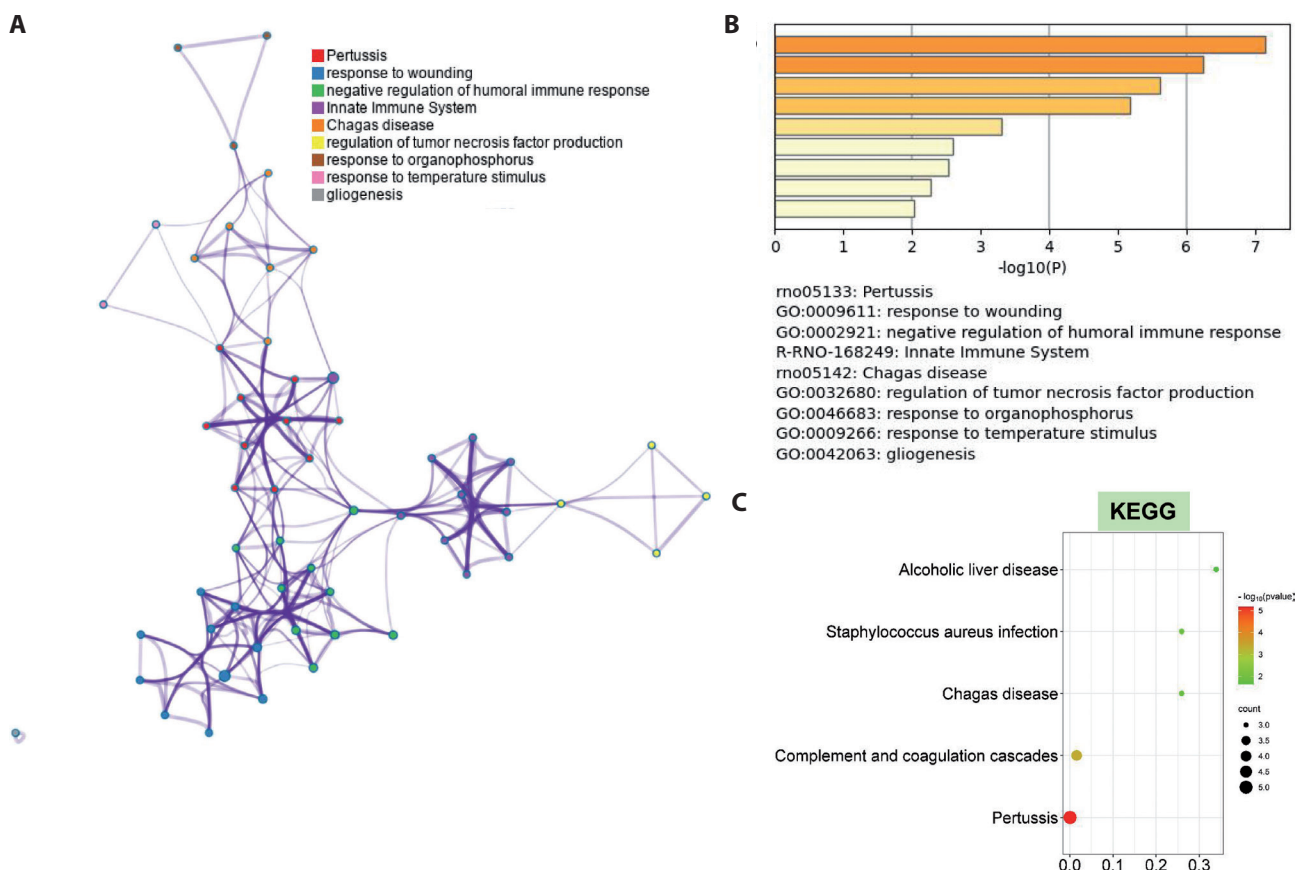 A
Pertussis
response to wounding
negative regulation of humoral immune response
Innate Immune System
Chagas disease
regulation of tumor necrosis factor production
response to organophosphorus
response to temperature stimulus
gliogenesis
B
0 1 2 3 4 5 6 7
-log10(P)
rno05133: Pertussis
GO:0009611: response to wounding
GO:0002921: negative regulation of humoral immune response
R-RNO-168249: Innate Immune System
rno05142: Chagas disease
GO:0032680: regulation of tumor necrosis factor production
GO:0046683: response to organophosphorus
GO:0009266: response to temperature stimulus
GO:0042063: gliogenesis
C
KEGG
Alcoholic liver disease
Staphylococcus aureus infection
Chagas disease
Complement and coagulation cascades
Pertussis
0.0 0.1 0.2 0.3
- log10(pvalue)
5
4
3
2
count
3.0
3.5
4.0
4.5
5.0